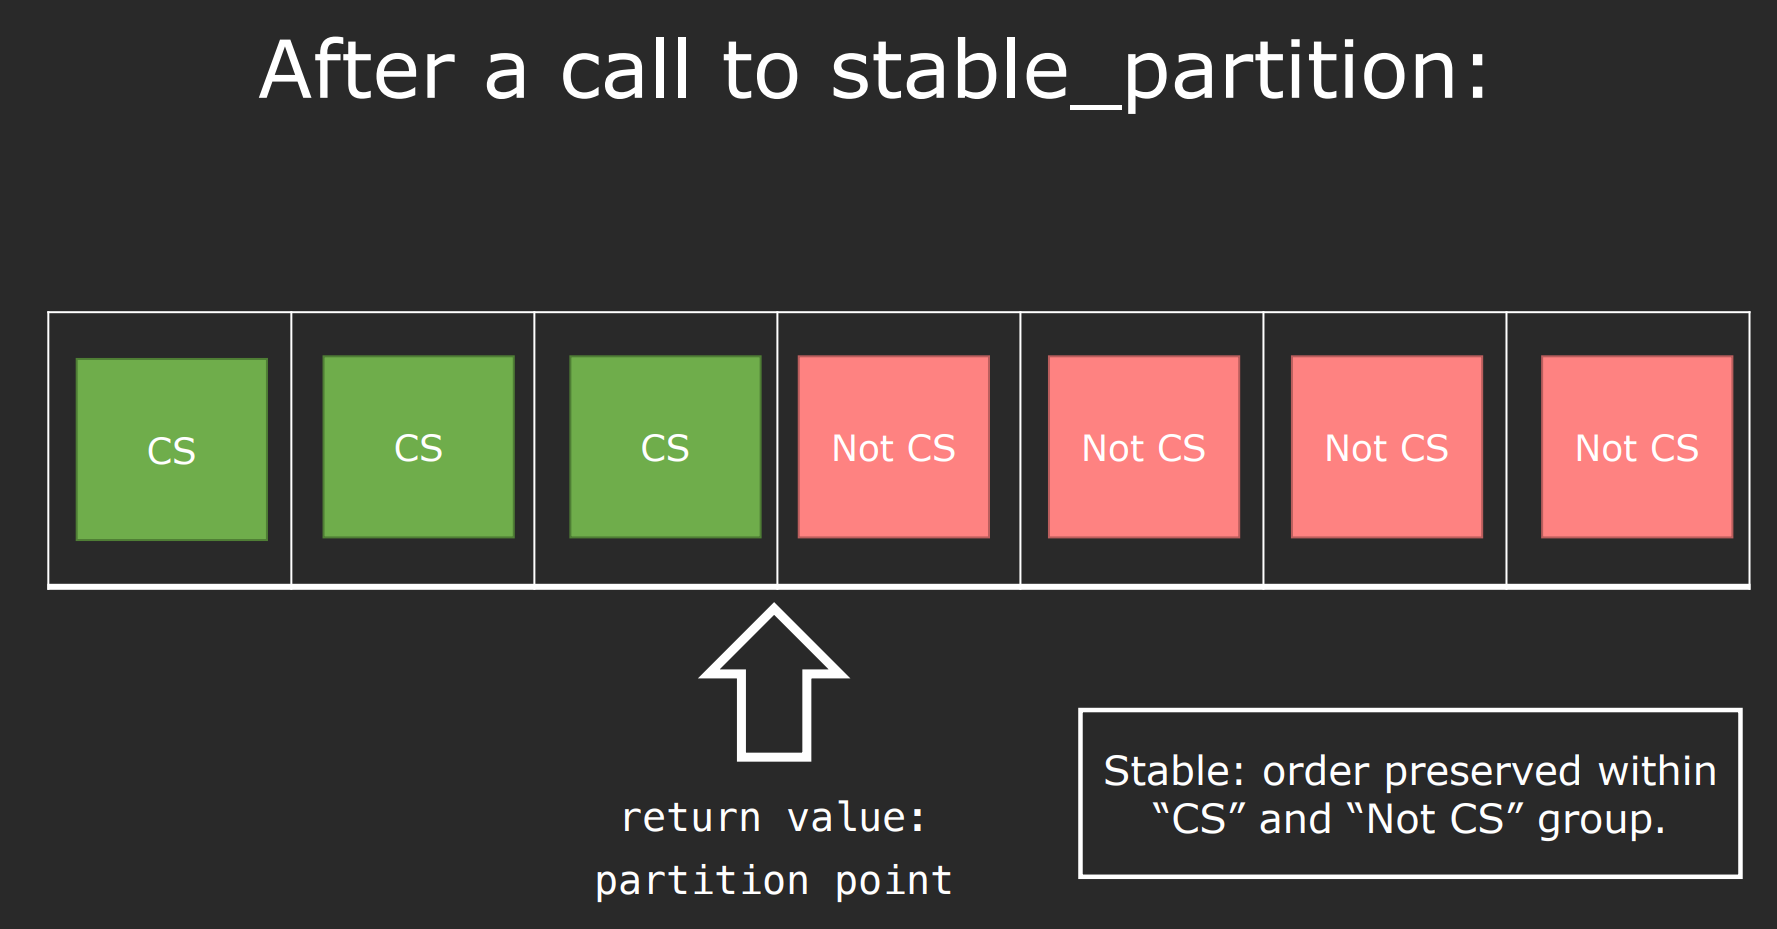 After a call to stable_partition:
CS
CS
CS
Not CS
Not CS
Not CS
Not CS
return value:
partition point
Stable: order preserved within
“CS” and “Not CS” group.